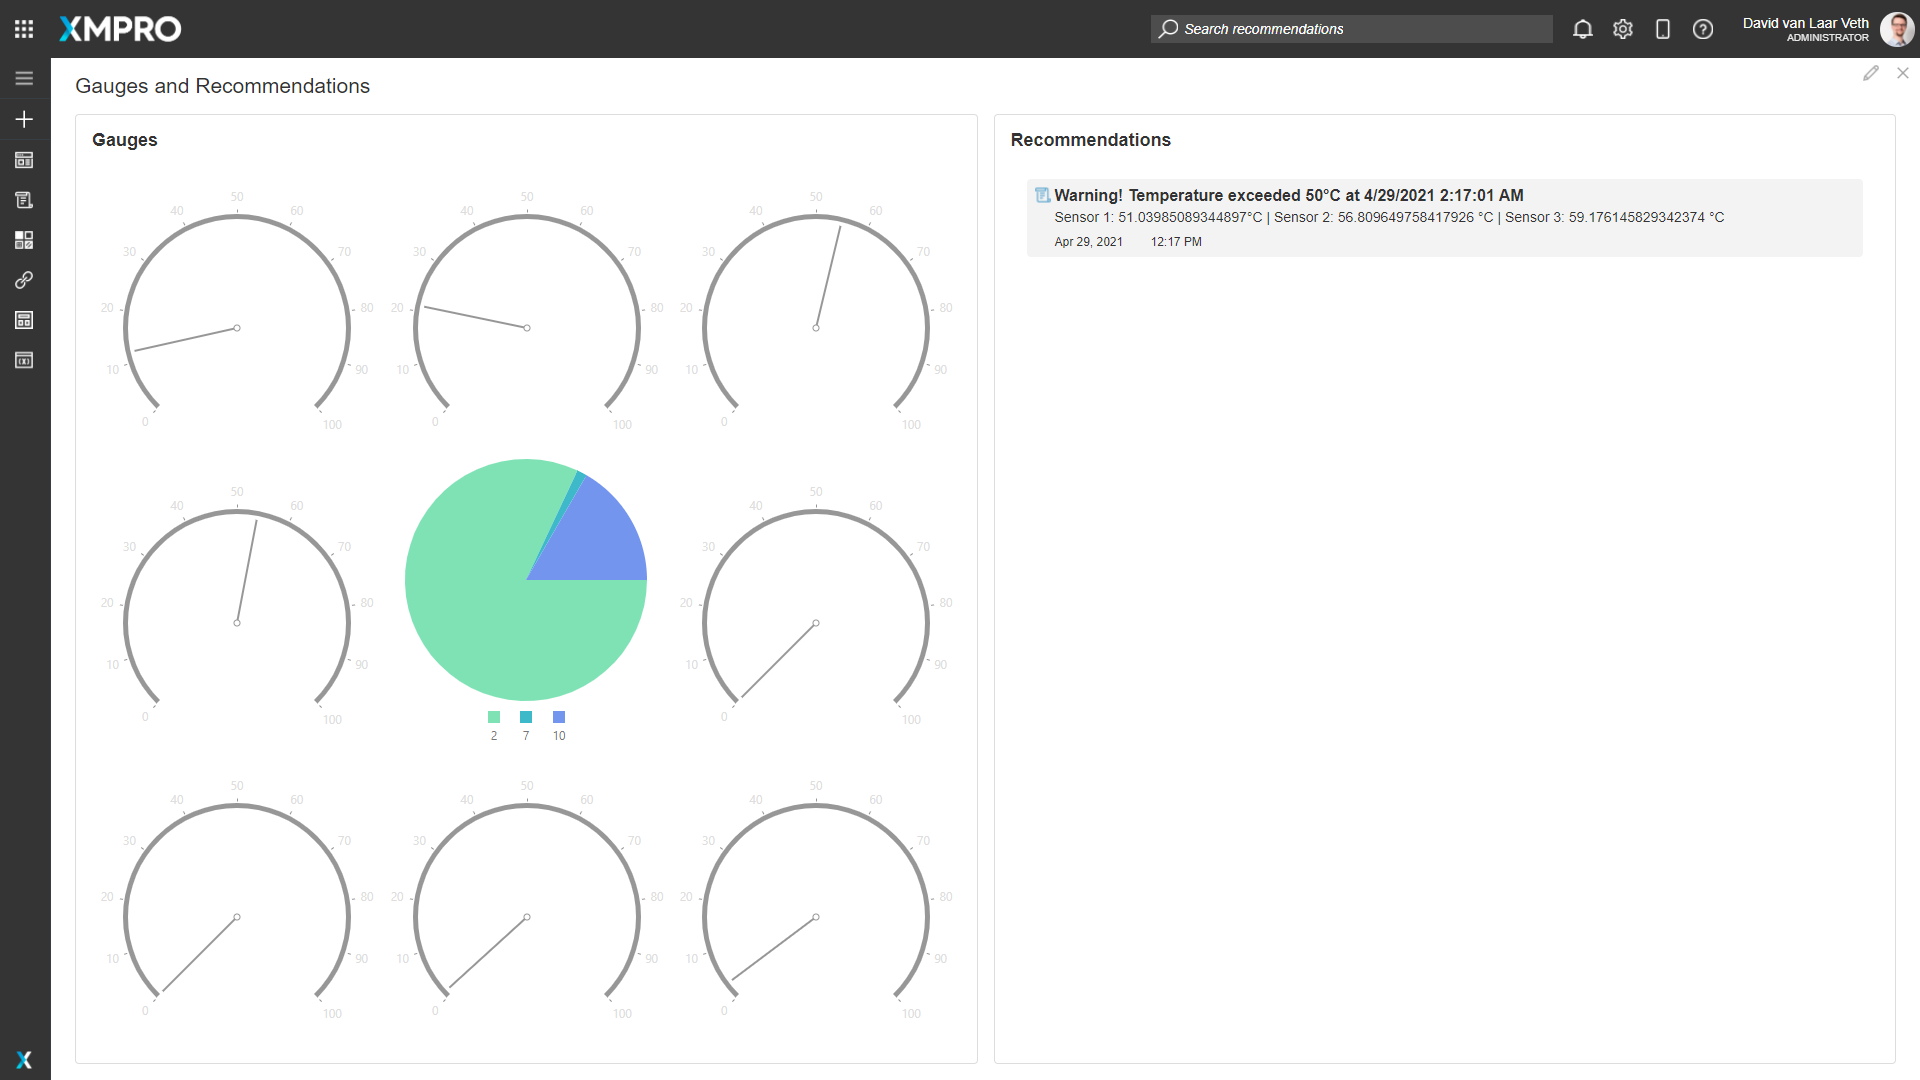 XMPRO
Search recommendations
David van Laar Veth
ADMINISTRATOR
Gauges and Recommendations
Gauges
0 10 20 30 40 50 60 70 80 90 100
0 10 20 30 40 50 60 70 80 90 100
0 10 20 30 40 50 60 70 80 90 100
0 10 20 30 40 50 60 70 80 90 100
2 7 10
0 10 20 30 40 50 60 70 80 90 100
0 10 20 30 40 50 60 70 80 90 100
0 10 20 30 40 50 60 70 80 90 100
0 10 20 30 40 50 60 70 80 90 100
Recommendations
Warning! Temperature exceeded 50°C at 4/29/2021 2:17:01 AM
Sensor 1: 51.03985089344897°C | Sensor 2: 56.809649758417926 °C | Sensor 3: 59.176145829342374 °C
Apr 29, 2021 12:17 PM